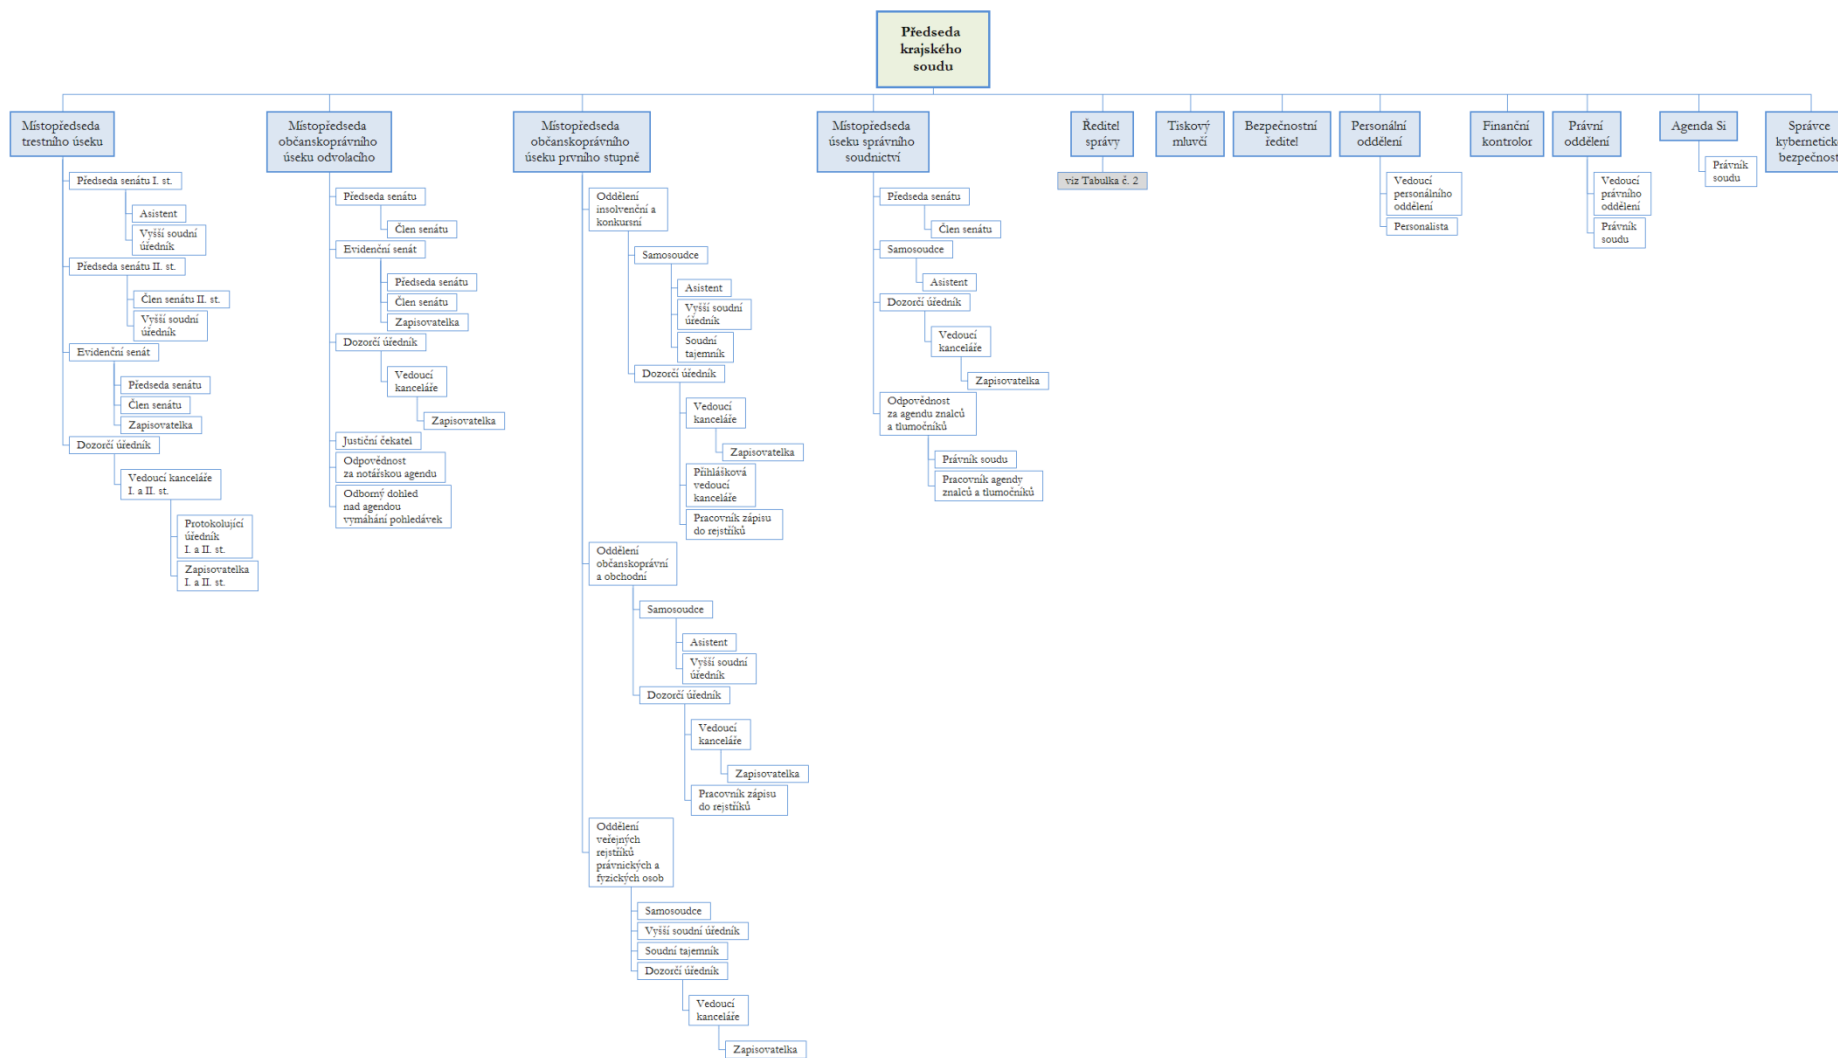 Předseda
krajského
soudu
Místopředseda
trestního úseku
Předseda senátu I. st.
Asistent
Vyšší soudní
úředník
Předseda senátu II. st.
Člen senátu II. st.
Vyšší soudní
úředník
Evidenční senát
Předseda senátu
Člen senátu
Zapisovatelka
Dozorčí úředník
Vedoucí kanceláře
I. a II. st.
Protokolující
úředník
I. a II. st.
Zapisovatelka
I. a II. st.
Místopředseda
občanskoprávního
úseku odvolacího
Předseda senátu
Člen senátu
Evidenční senát
Předseda senátu
Člen senátu
Zapisovatelka
Dozorčí úředník
Vedoucí
kanceláře
Zapisovatelka
Justiční čekatel
Odpovědnost
za notářskou agendu
Odborný dohled
nad agendou
vymáhání pohledávek
Místopředseda
občanskoprávního
úseku prvního stupně
Oddělení
insolvenční a
konkursní
Samosoudce
Asistent
Vyšší soudní
úředník
Soudní
tajemník
Dozorčí úředník
Vedoucí
kanceláře
Zapisovatelka
Přihlášková
vedoucí
kanceláře
Pracovník zápisu
do rejstříků
Oddělení
občanskoprávní
a obchodní
Samosoudce
Asistent
Vyšší soudní
úředník
Dozorčí úředník
Vedoucí
kanceláře
Zapisovatelka
Pracovník zápisu
do rejstříků
Oddělení
veřejných
rejstříků
právnických a
fyzických osob
Samosoudce
Vyšší soudní úředník
Soudní tajemník
Dozorčí úředník
Vedoucí
kanceláře
Zapisovatelka
Místopředseda
úseku správního
soudnictví
Předseda senátu
Člen senátu
Samosoudce
Asistent
Dozorčí úředník
Vedoucí
kanceláře
Zapisovatelka
Odpovědnost
za agendu znalců
a tlumočníků
Právník soudu
Pracovník agendy
znalců a tlumočníků
Ředitel
správy
viz Tabulka č. 2
Tiskový
mluvčí
Bezpečnostní
ředitel
Personální
oddělení
Vedoucí
personálního
oddělení
Personalista
Finanční
kontrolor
Právní
oddělení
Vedoucí
právního
oddělení
Právník
soudu
Agenda Si
Právník
soudu
Správce
kybernetické
bezpečnosti